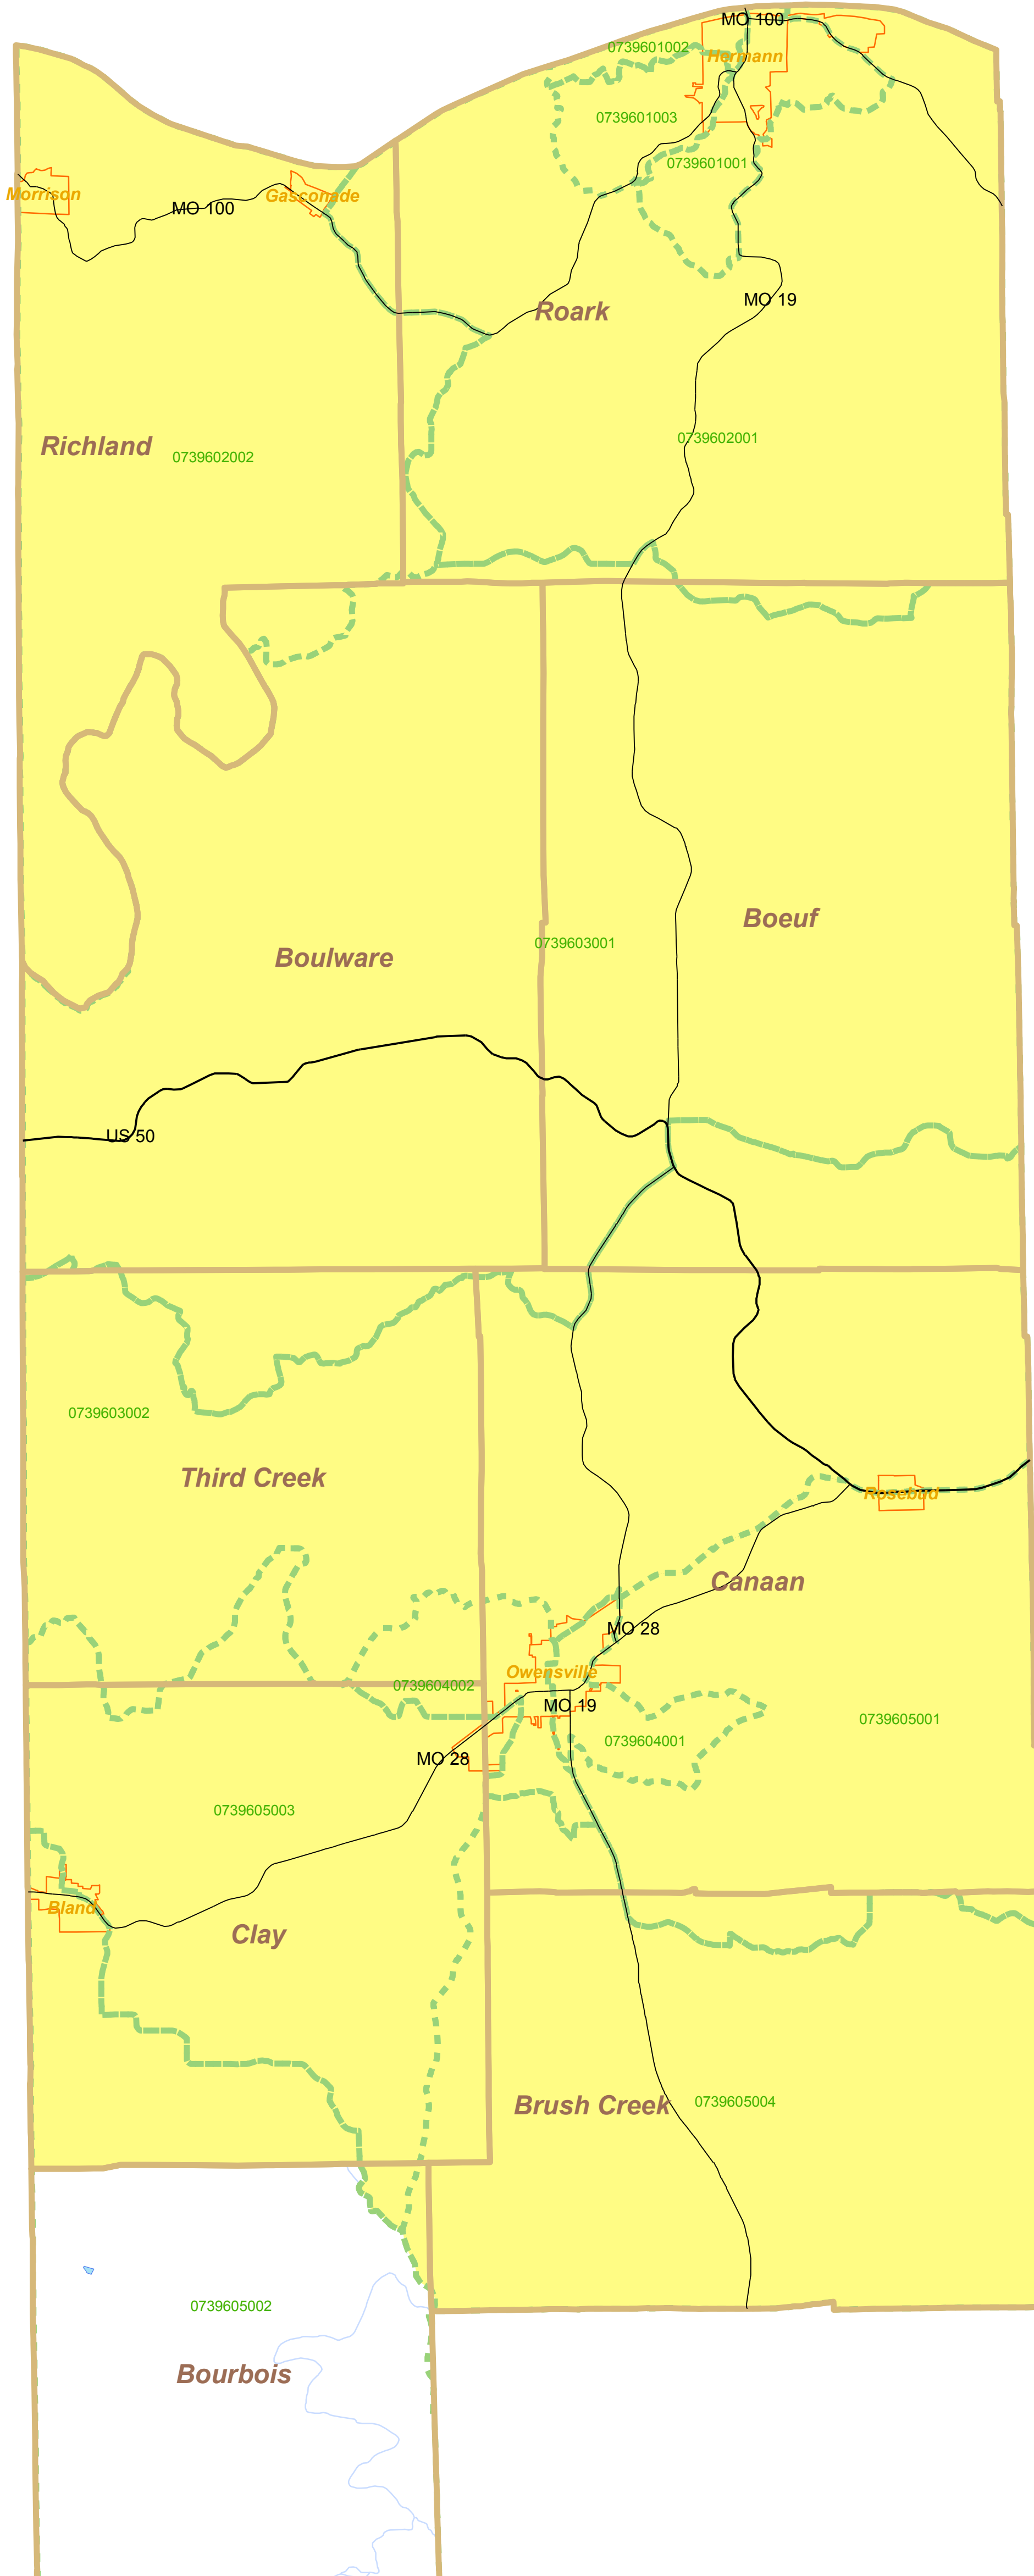 MO 100
0739601002
Hermann
0739601003
0739601001
Morrison
Gasconade
MO 100
MO 19
Roark
0739602001
Richland
0739602002
Boeuf
0739603001
Boulware
US 50
0739603002
Third Creek
Rosebud
Canaan
MO 28
Owensville
0739604002
MO 19
0739605001
0739604001
MO 28
0739605003
Bland
Clay
Brush Creek
0739605004
0739605002
Bourbois